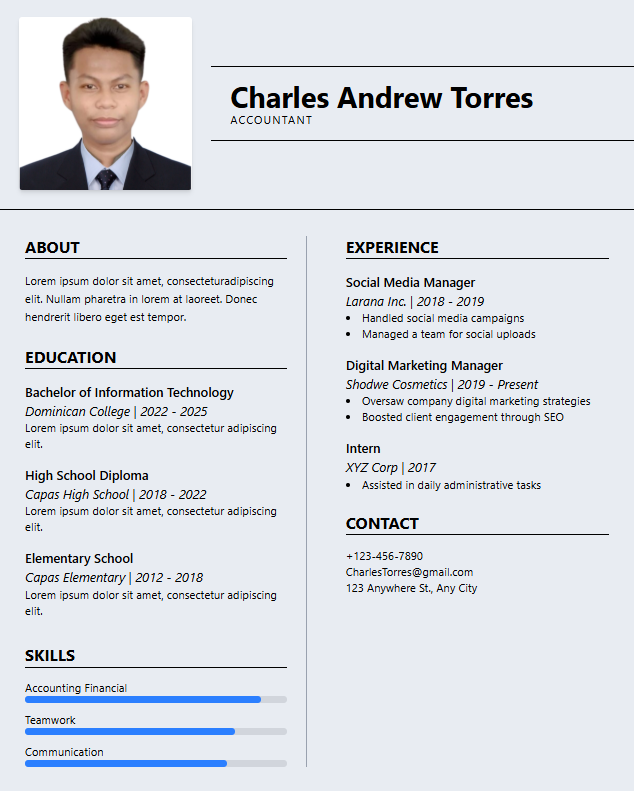 Charles Andrew Torres
ACCOUNTANT
ABOUT
Lorem ipsum dolor sit amet, consecteturadipiscing
elit. Nullam pharetra in lorem at laoreet. Donec
hendrerit libero eget est tempor.
EDUCATION
Bachelor of Information Technology
Dominican College | 2022 - 2025
Lorem ipsum dolor sit amet, consectetur adipiscing
elit.
High School Diploma
Capas High School | 2018 - 2022
Lorem ipsum dolor sit amet, consectetur adipiscing
elit.
Elementary School
Capas Elementary | 2012 - 2018
Lorem ipsum dolor sit amet, consectetur adipiscing
elit.
SKILLS
Accounting Financial
Teamwork
Communication
EXPERIENCE
Social Media Manager
Larana Inc. | 2018 - 2019
• Handled social media campaigns
• Managed a team for social uploads
Digital Marketing Manager
Shodwe Cosmetics | 2019 - Present
• Oversaw company digital marketing strategies
• Boosted client engagement through SEO
Intern
XYZ Corp | 2017
• Assisted in daily administrative tasks
CONTACT
+123-456-7890
CharlesTorres@gmail.com
123 Anywhere St., Any City